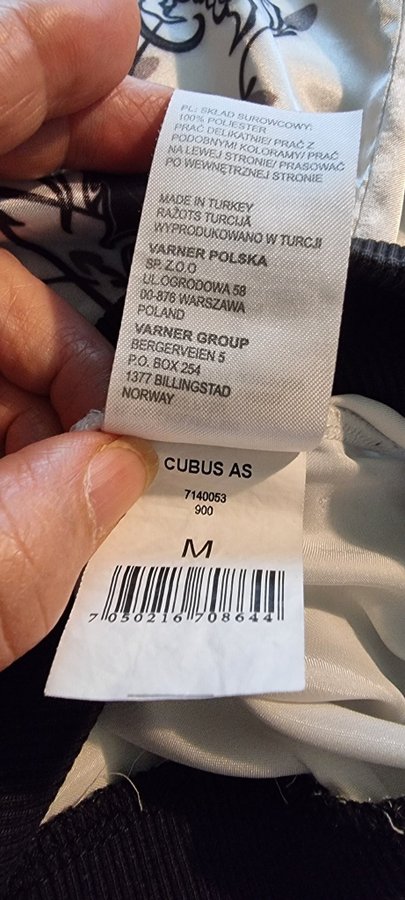 PL: SKŁAD SUROWCOWY:
100% POLIESTER
PRAĆ DELIKATNIE/ PRAĆ Z
PODOBNYMI KOLORAMY/ PRAĆ
NA LEWEJ STRONIE/ PRASOWAĆ
PO WEWNĘTRZNEJ STRONIE
MADE IN TURKEY
RAŽOTS TURCIJĀ
WYPRODUKOWANO W TURCJI
VARNER POLSKA
SP. Z.O.O
UL.OGRODOWA 58
00-876 WARSZAWA
POLAND
VARNER GROUP
BERGERVEIEN 5
P.O. BOX 254
1377 BILLINGSTAD
NORWAY
CUBUS AS
7140053
900
M
7 050216 708644